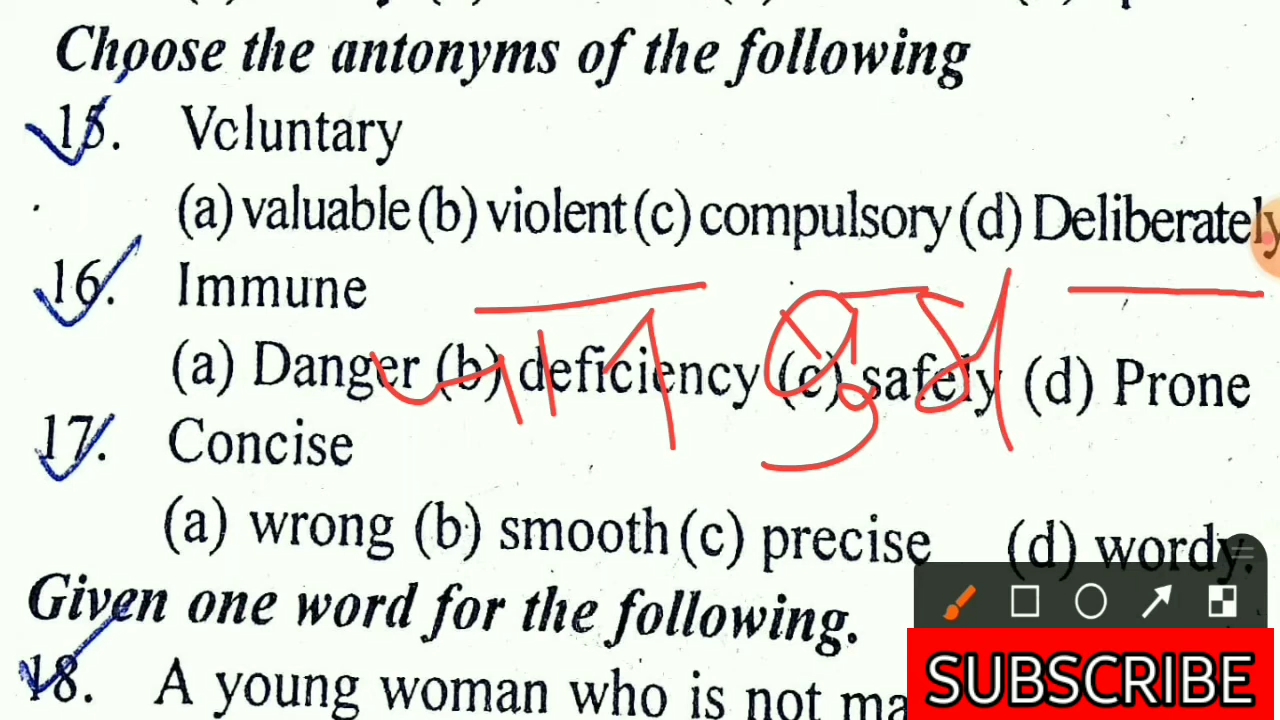 Choose the antonyms of the following
15. Vcluntary
(a) valuable (b) violent (c) compulsory (d) Deliberately
16. Immune
(a) Danger (b) deficiency (c) safely (d) Prone
17. Concise
(a) wrong (b) smooth (c) precise (d) wordy.
Given one word for the following.
18. A young woman who is not
SUBSCRIBE